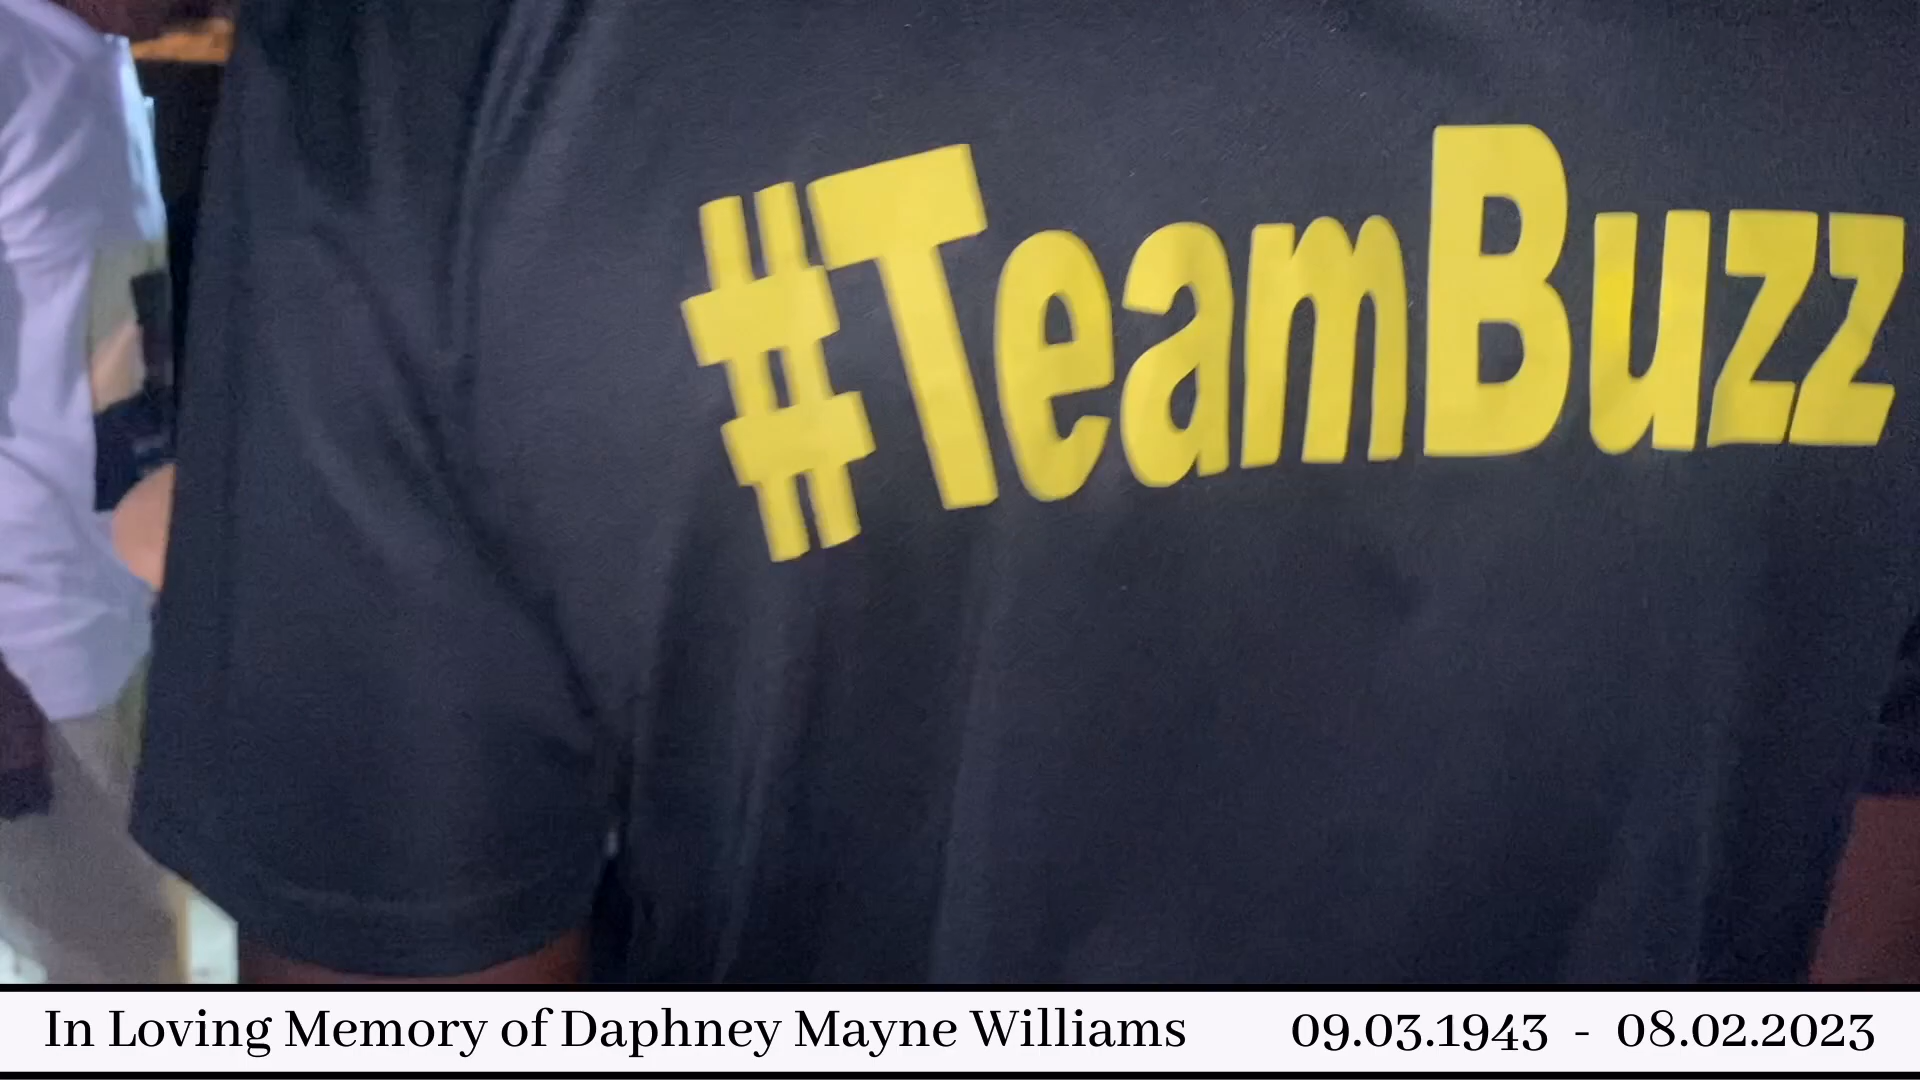 #TeamBuzz
In Loving Memory of Daphney Mayne Williams 09.03.1943 - 08.02.2023